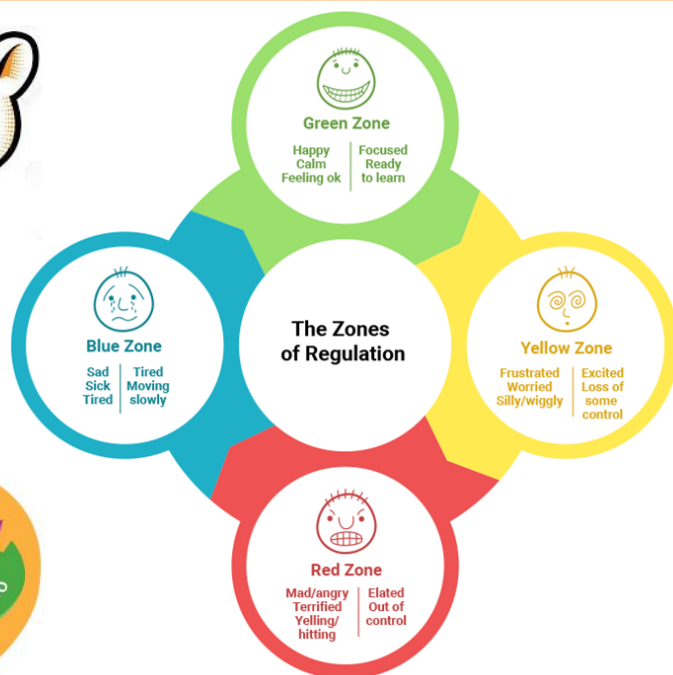 Green Zone
Happy
Calm
Feeling ok
Focused
Ready
to learn
Blue Zone
Sad
Sick
Tired
Tired
Moving
slowly
The Zones
of Regulation
Yellow Zone
Frustrated
Worried
Silly/wiggly
Excited
Loss of
some
control
Red Zone
Mad/angry
Terrified
Yelling/
hitting
Elated
Out of
control